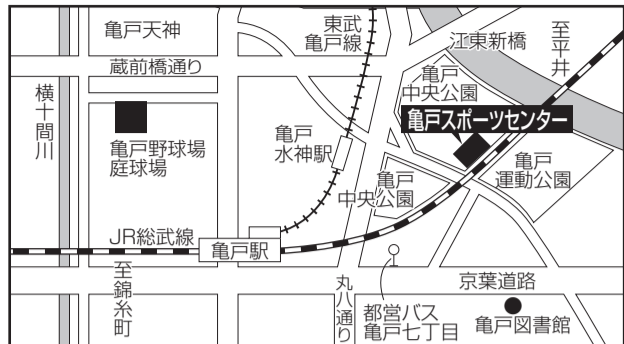 亀戸天神
蔵前橋通り
横十間川
亀戸野球場
庭球場
東武
亀戸線
江東新橋
至平井
亀戸
中央公園
亀戸スポーツセンター
亀戸
水神駅
亀戸
中央公園
亀戸
運動公園
JR総武線
亀戸駅
至錦糸町
丸八通り
都営バス
亀戸七丁目
京葉道路
亀戸図書館